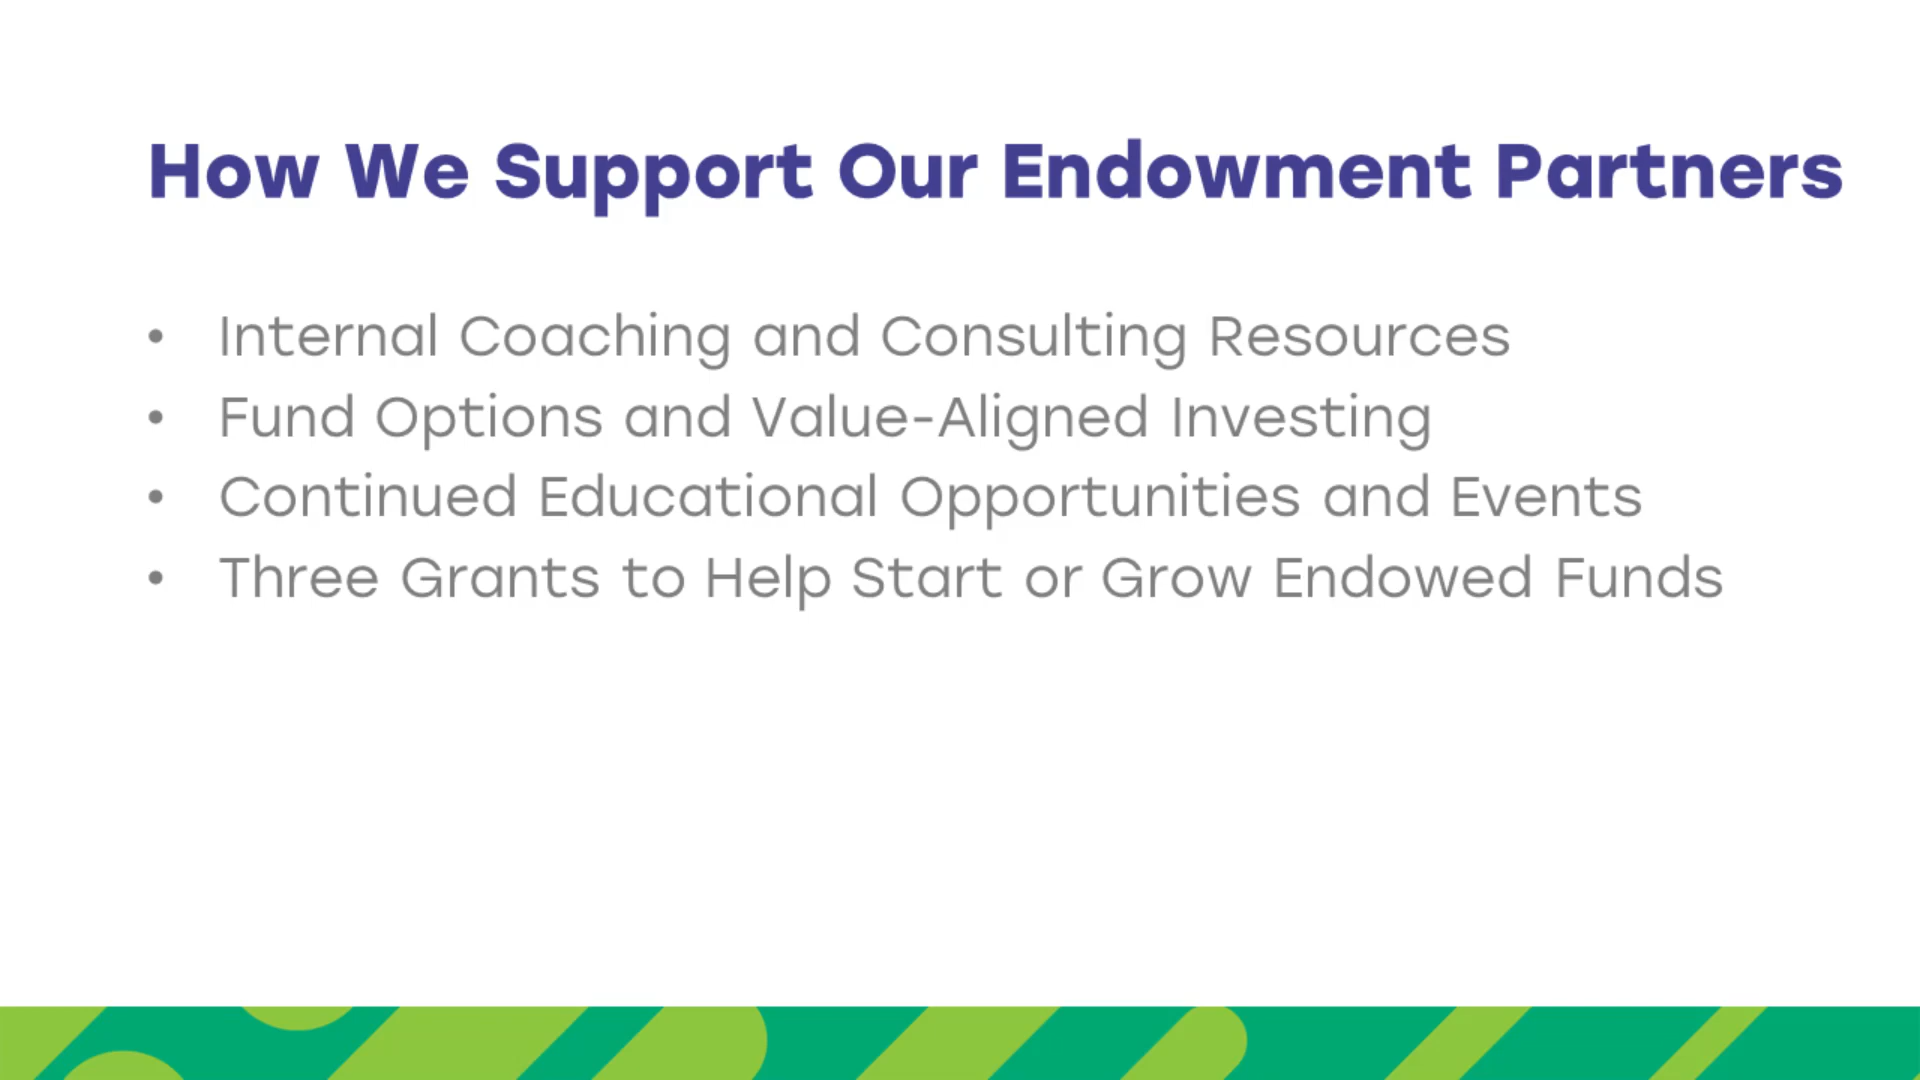 How We Support Our Endowment Partners
• Internal Coaching and Consulting Resources
• Fund Options and Value-Aligned Investing
• Continued Educational Opportunities and Events
• Three Grants to Help Start or Grow Endowed Funds